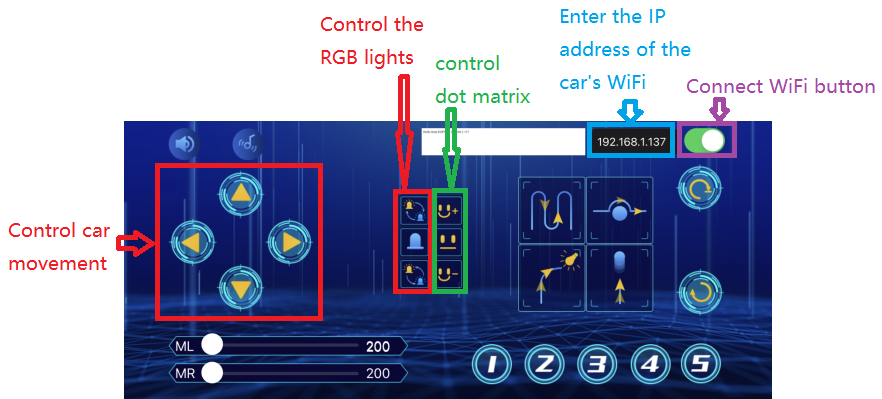 Control the
RGB lights
control
dot matrix
Enter the IP
address of the
car's WiFi
Connect WiFi button
192.168.1.137
Control car
movement
ML 200
MR 200
1 2 3 4 5